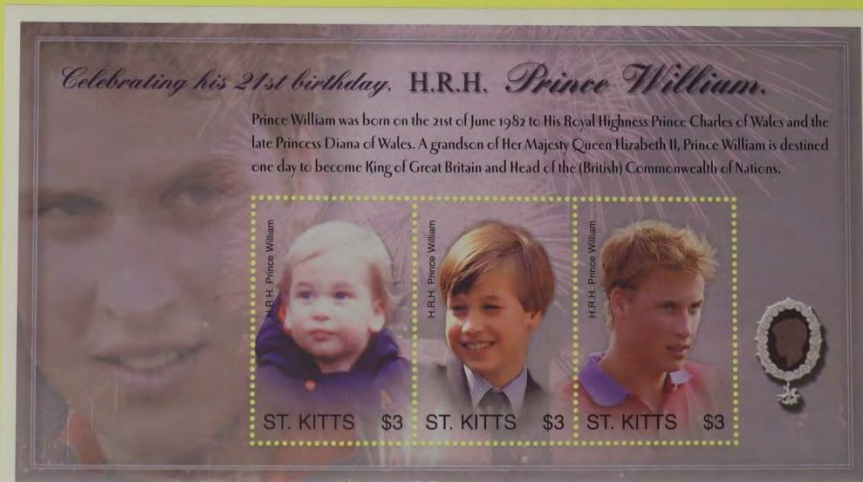 Celebrating his 21st birthday, H.R.H. Prince William.
Prince William was born on the 21st of June 1982 to His Royal Highness Prince Charles of Wales and the
late Princess Diana of Wales. A grandson of Her Majesty Queen Elizabeth II, Prince William is destined
one day to become King of Great Britain and Head of the (British) Commonwealth of Nations.
H.R.H. Prince William
H.R.H. Prince William
H.R.H. Prince William
ST. KITTS $3
ST. KITTS $3
ST. KITTS $3